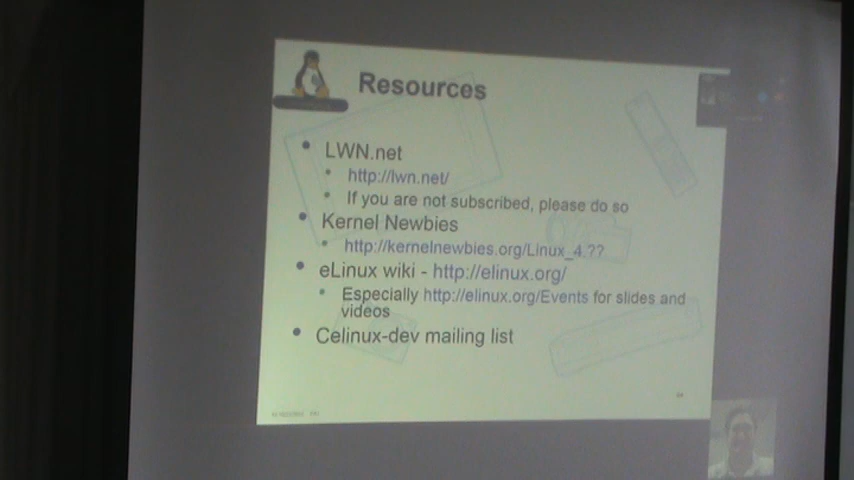 Resources
• LWN.net
• http://lwn.net/
• If you are not subscribed, please do so
• Kernel Newbies
• http://kernelnewbies.org/Linux_4.??
• eLinux wiki - http://elinux.org/
• Especially http://elinux.org/Events for slides and
videos
• Celinux-dev mailing list